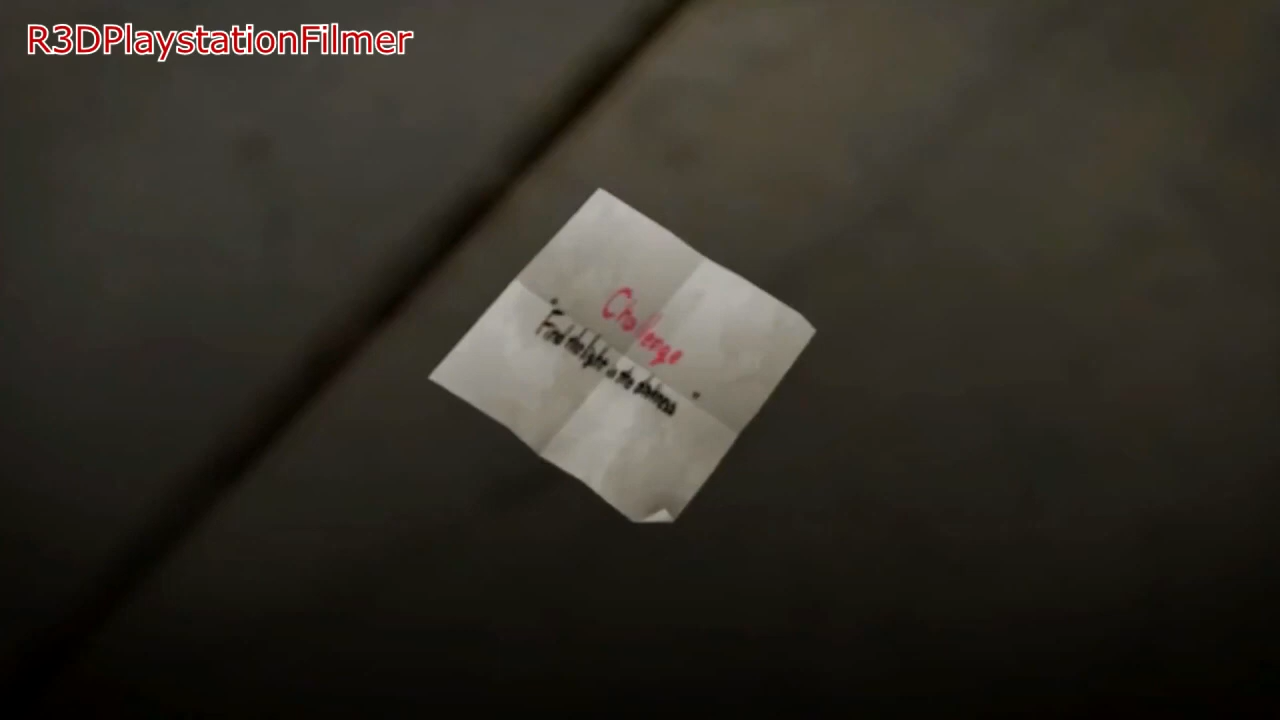 R3DPlaystationFilmer
Challenge
"Find the light in the darkness"